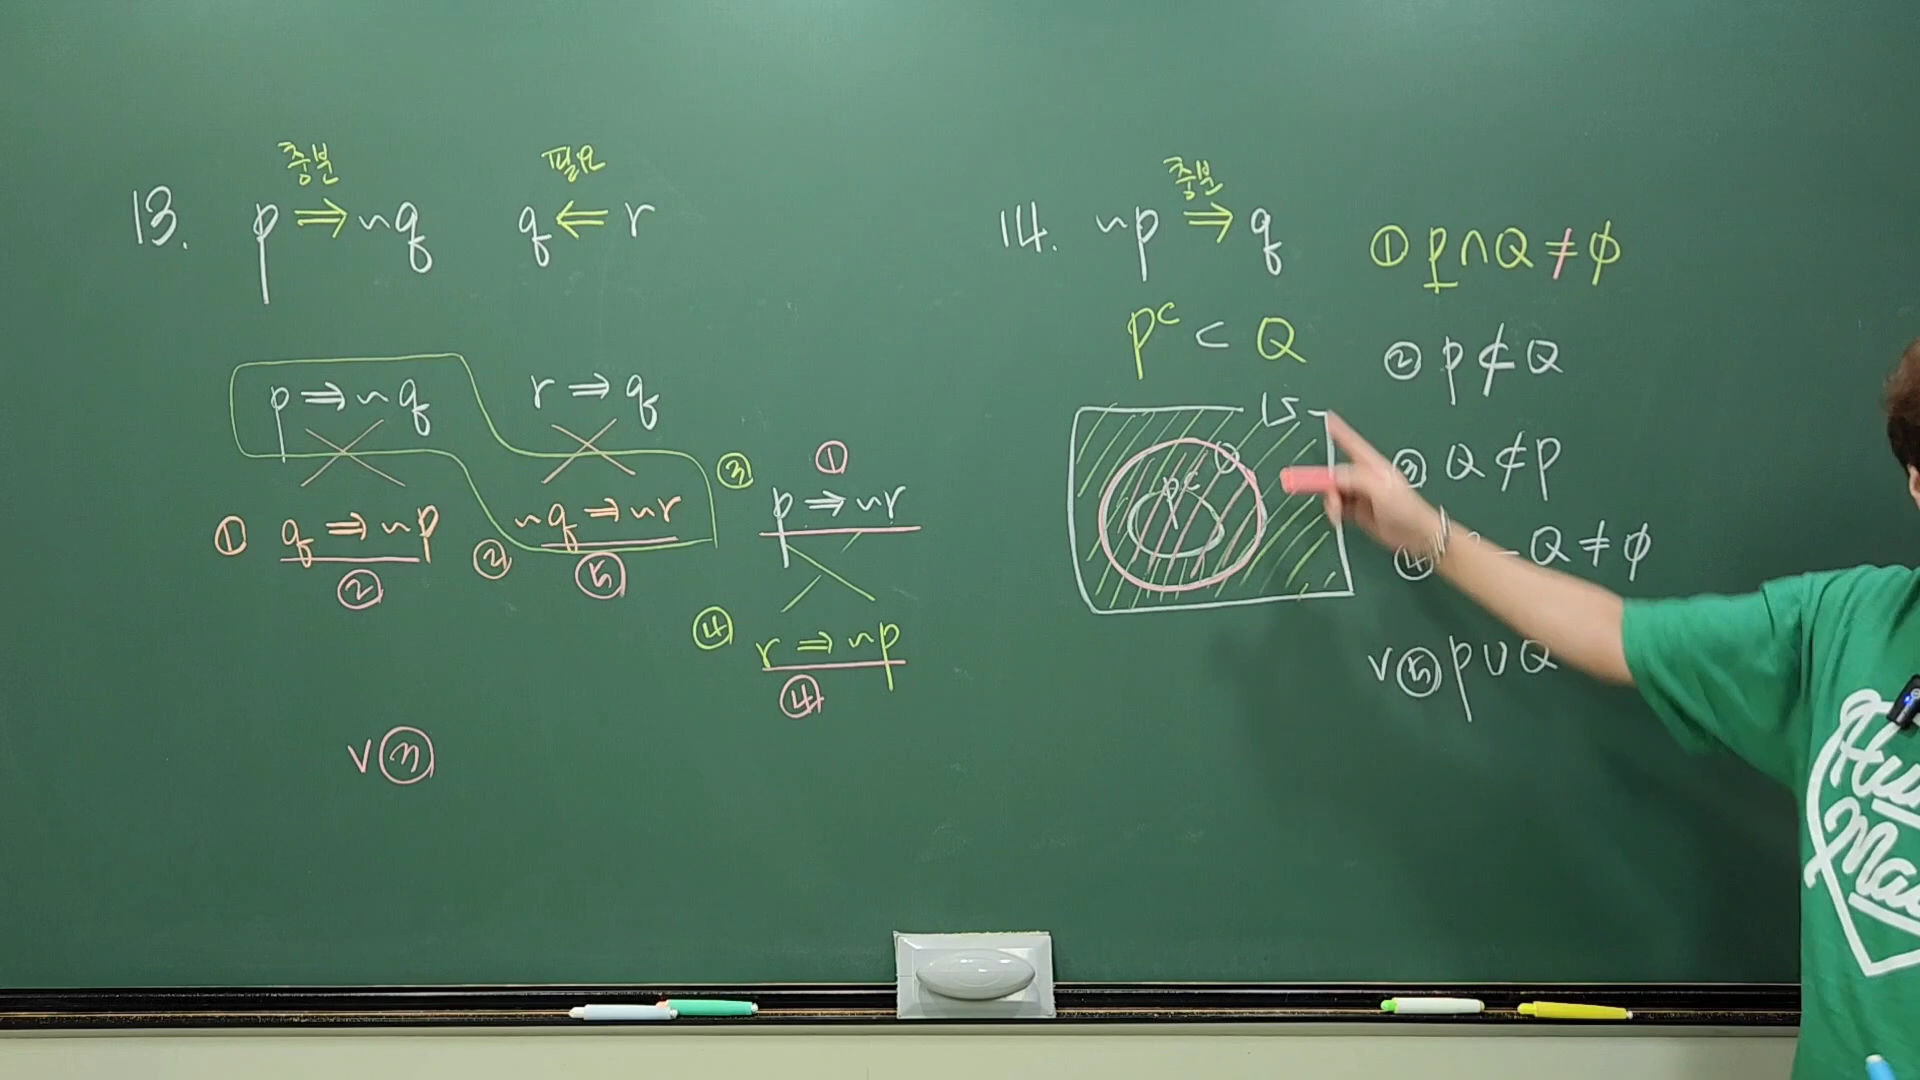 충분 필요
13. p ⇒ ~q q ⇐ r
p ⇒ ~q r ⇒ q
① q ⇒ ~p
②
② ~q ⇒ ~r
⑤
③ p ⇒ ~r
①
④ r ⇒ ~p
④
v ③
충분
14. ~p ⇒ q
P^C ⊂ Q
U
Q
P^C
① P∩Q ≠ ∅
② P ⊄ Q
③ Q ⊄ P
④ - Q ≠ ∅
v ⑤ P∪Q